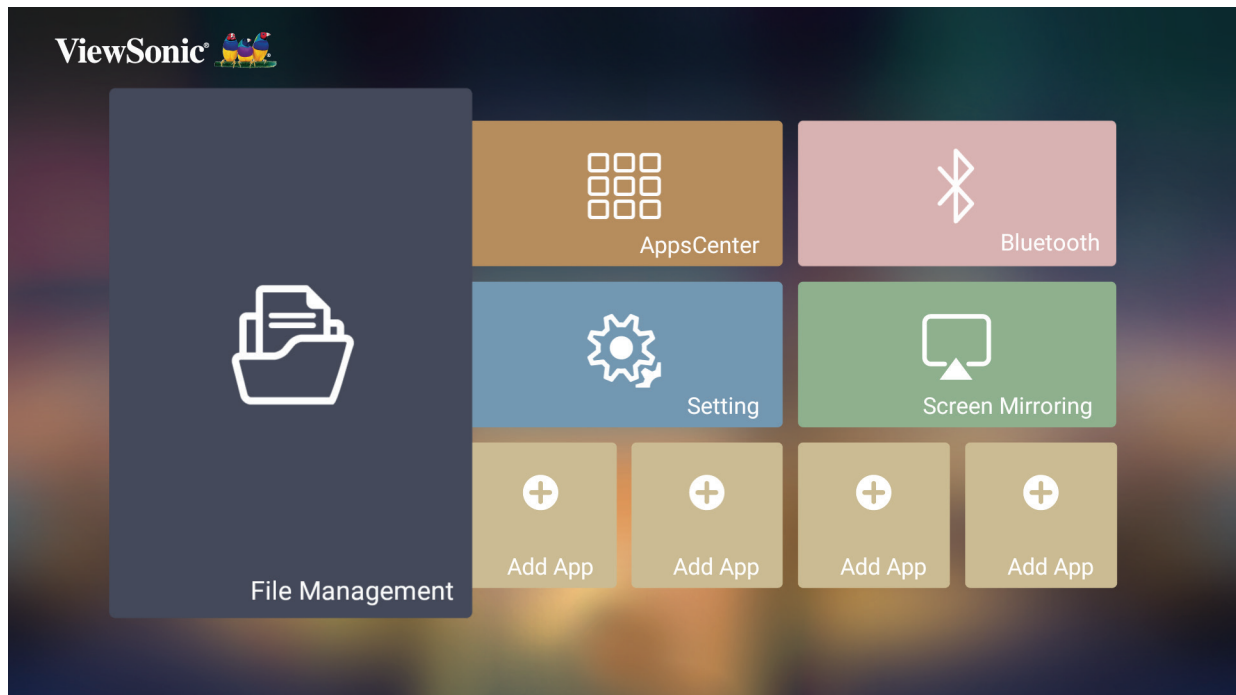 ViewSonic®
AppsCenter
Bluetooth
Setting
Screen Mirroring
File Management
Add App
Add App
Add App
Add App